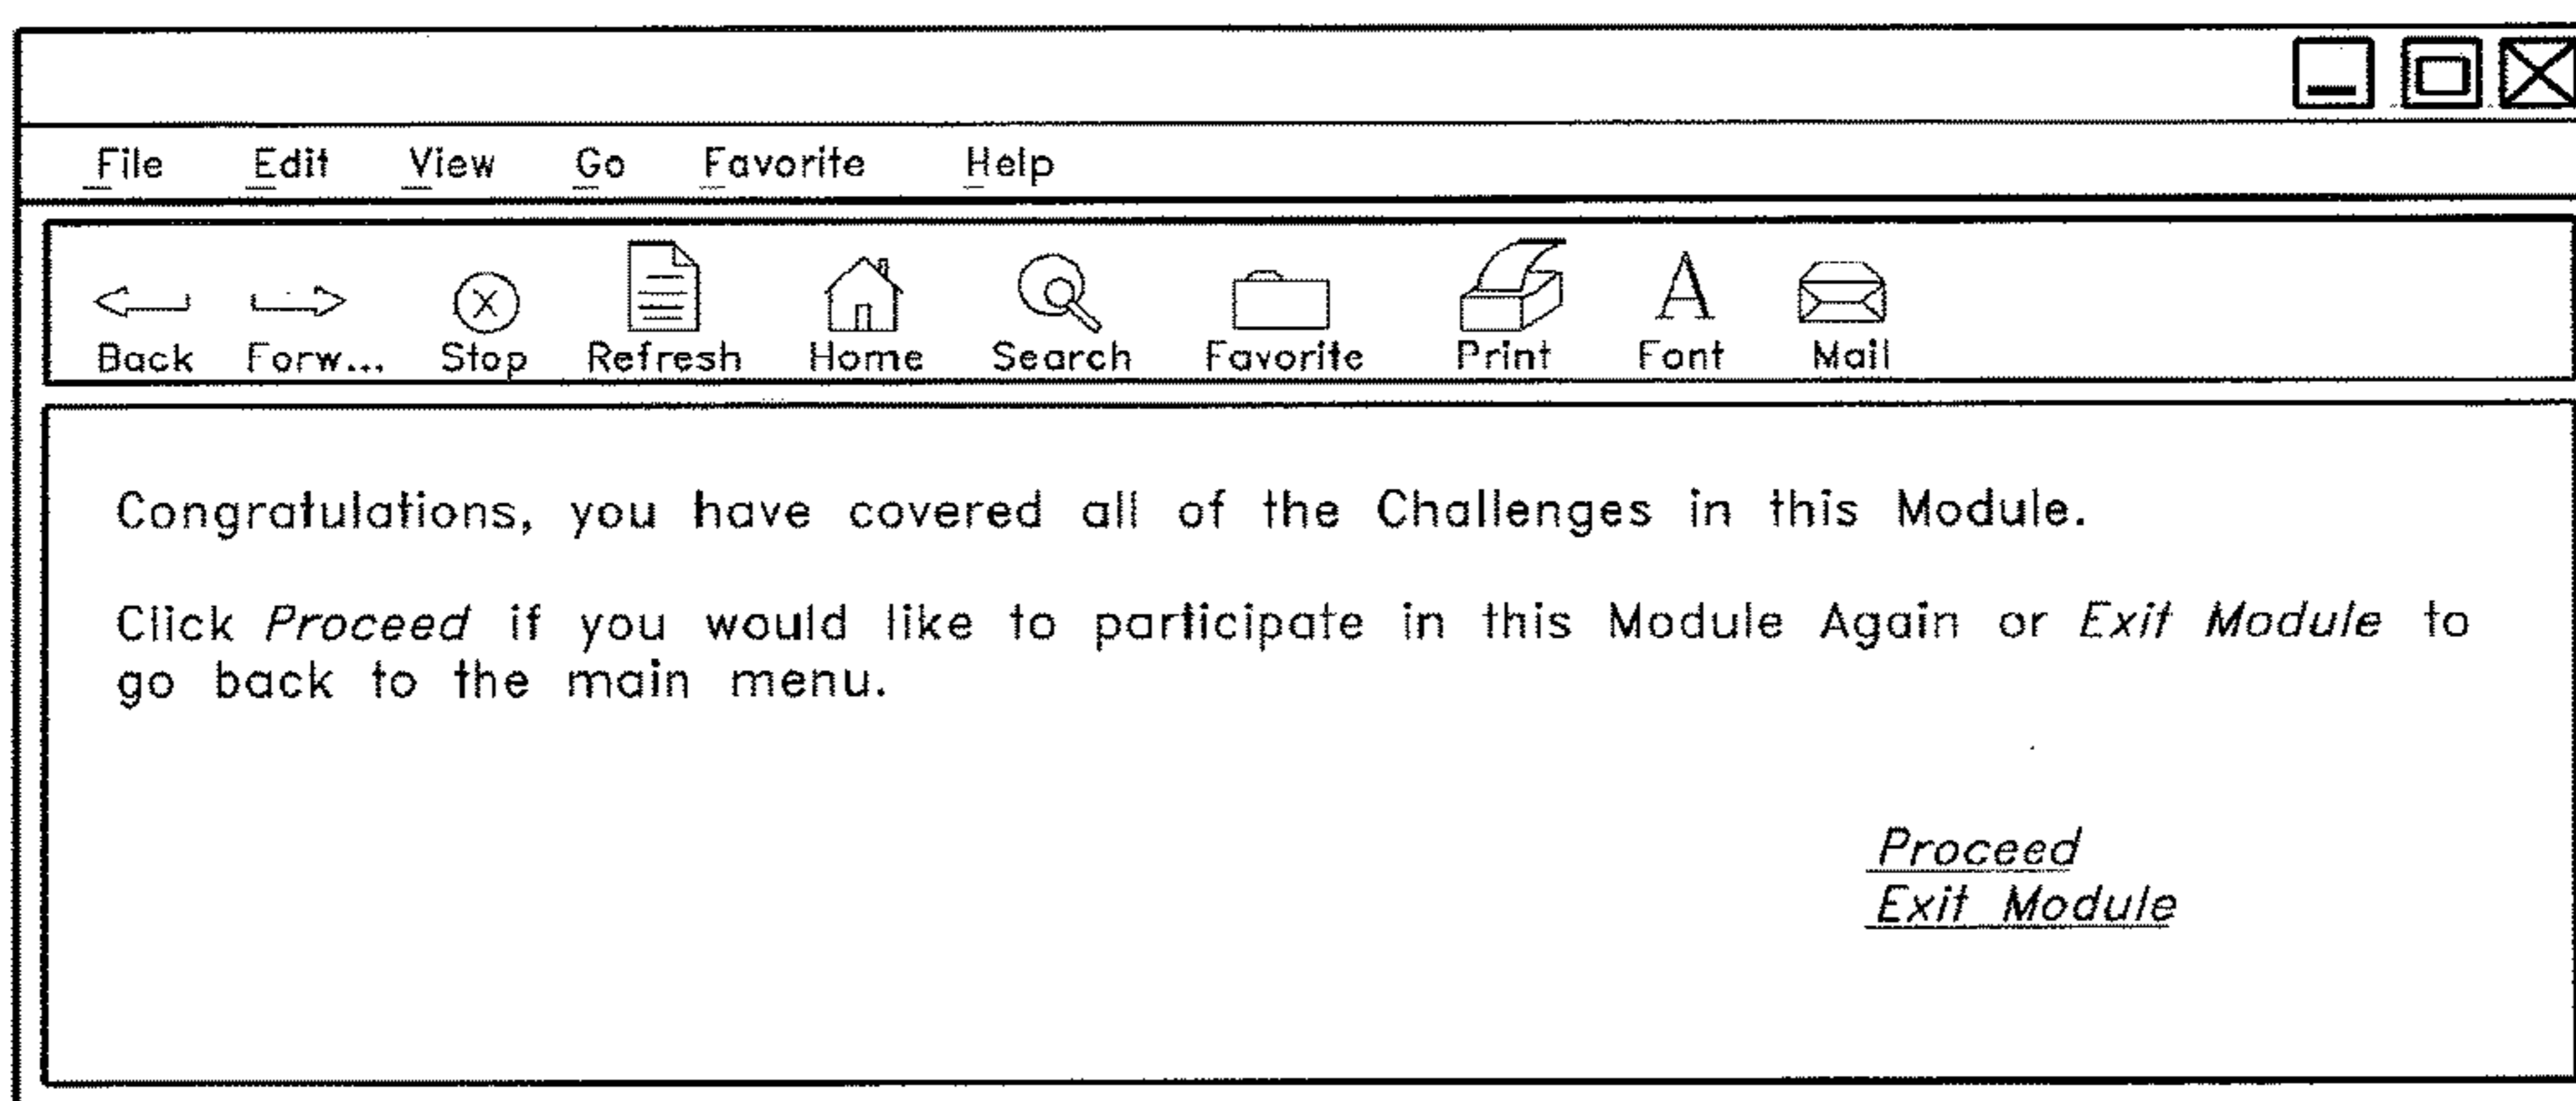 File Edit View Go Favorite Help
Back Forw... Stop Refresh Home Search Favorite Print Font Mail
Congratulations, you have covered all of the Challenges in this Module.
Click Proceed if you would like to participate in this Module Again or Exit Module to
go back to the main menu.
Proceed
Exit Module